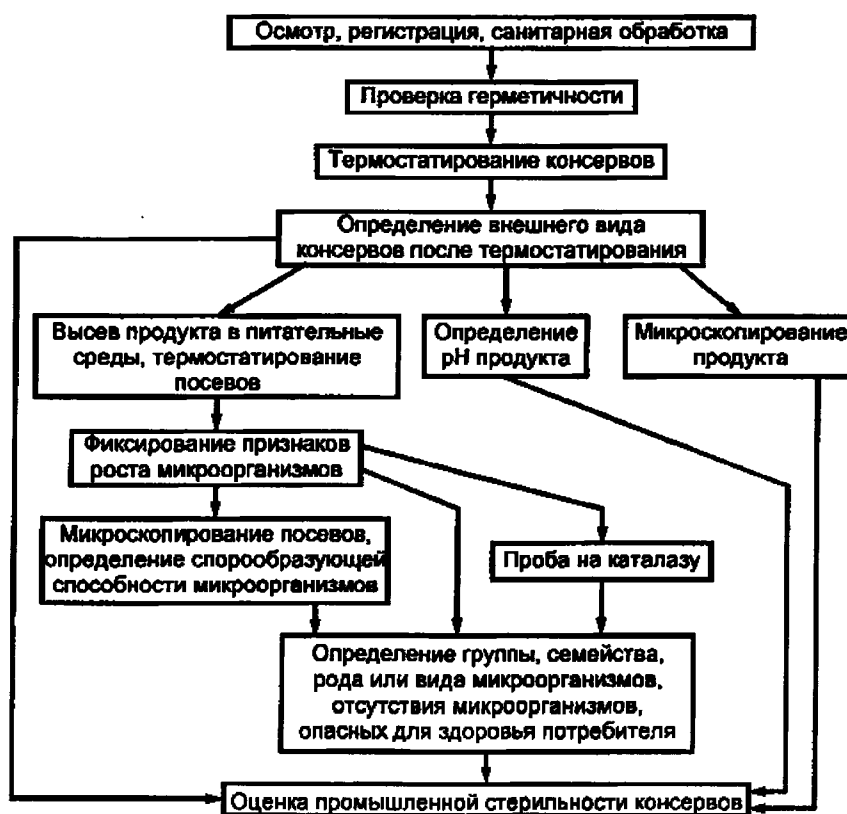 Осмотр, регистрация, санитарная обработка
Проверка герметичности
Термостатирование консервов
Определение внешнего вида
консервов после термостатирования
Высев продукта в питательные
среды, термостатирование
посевов
Определение
pH продукта
Микроскопирование
продукта
Фиксирование признаков
роста микроорганизмов
Микроскопирование посевов,
определение спорообразующей
способности микроорганизмов
Проба на каталазу
Определение группы, семейства,
рода или вида микроорганизмов,
отсутствия микроорганизмов,
опасных для здоровья потребителя
Оценка промышленной стерильности консервов